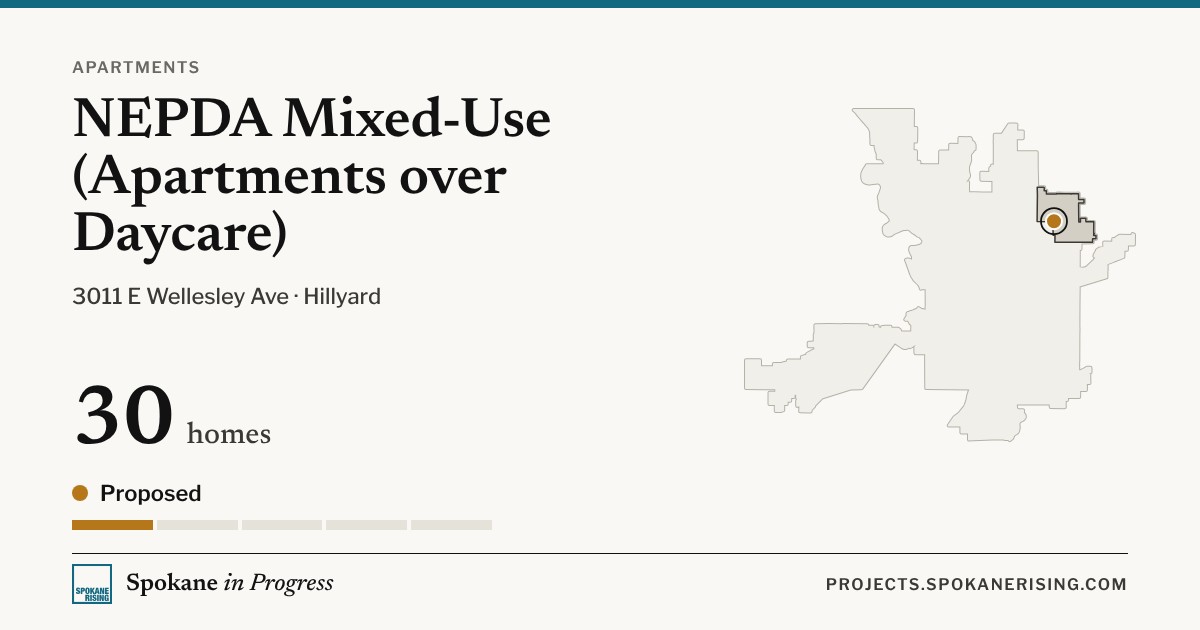 APARTMENTS
NEPDA Mixed-Use
(Apartments over
Daycare)
3011 E Wellesley Ave · Hillyard
30 homes
Proposed
SPOKANE
RISING
Spokane in Progress
PROJECTS.SPOKANERISING.COM